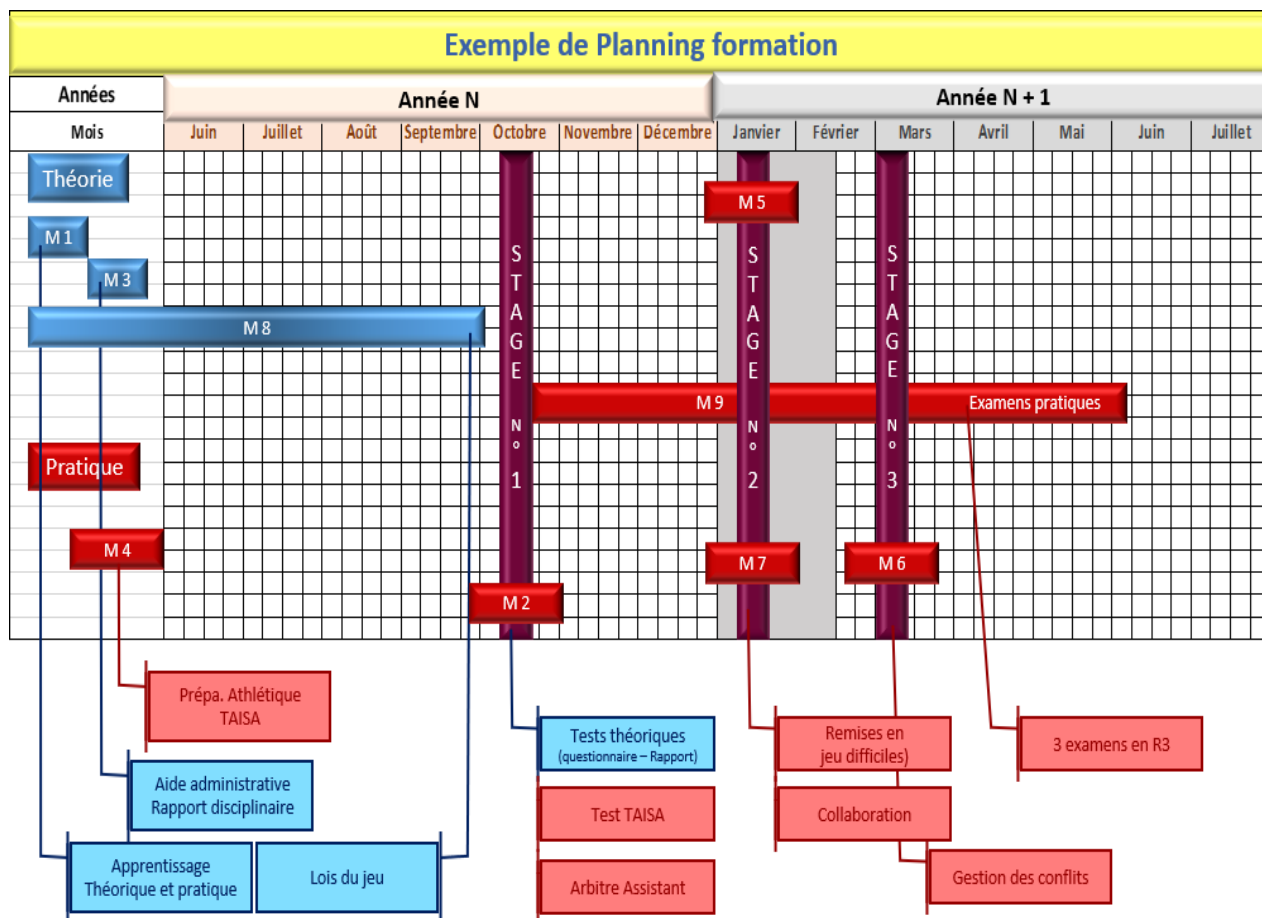 Exemple de Planning formation
Années
Année N
Année N + 1
Mois
Juin
Juillet
Août
Septembre
Octobre
Novembre
Décembre
Janvier
Février
Mars
Avril
Mai
Juin
Juillet
Théorie
M 5
M 1
M 3
M 8
STAGE N° 1
STAGE N° 2
STAGE N° 3
M 9
Examens pratiques
Pratique
M 4
M 7
M 6
M 2
Prépa. Athlétique
TAISA
Tests théoriques
(questionnaire – Rapport)
Remises en
jeu difficiles)
3 examens en R3
Aide administrative
Rapport disciplinaire
Test TAISA
Collaboration
Apprentissage
Théorique et pratique
Lois du jeu
Arbitre Assistant
Gestion des conflits